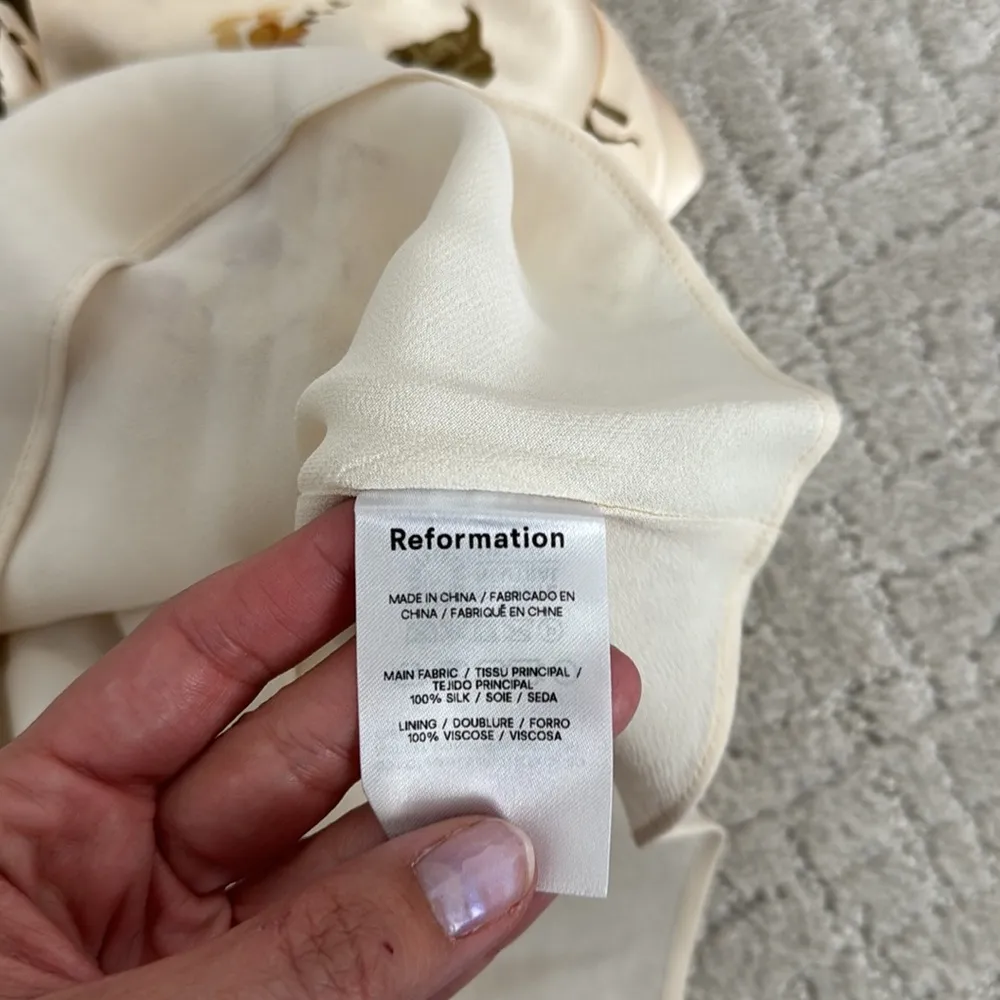 Reformation
MADE IN CHINA / FABRICADO EN
CHINA / FABRIQUÉ EN CHINE
MAIN FABRIC / TISSU PRINCIPAL /
TEJIDO PRINCIPAL
100% SILK / SOIE / SEDA
LINING / DOUBLURE / FORRO
100% VISCOSE / VISCOSA